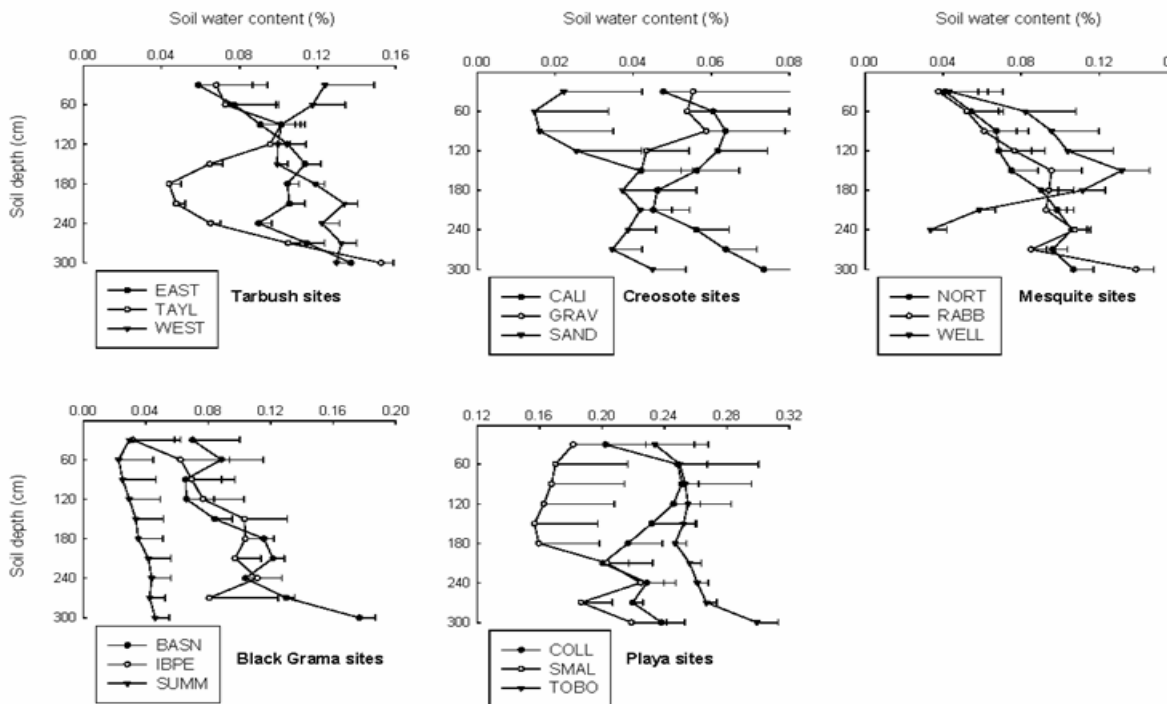 Soil water content (%)
Soil water content (%)
Soil water content (%)
0.00 0.04 0.08 0.12 0.16
0.00 0.02 0.04 0.06 0.08
0.00 0.04 0.08 0.12
Soil depth (cm)
60
120
180
240
300
60
120
180
240
300
60
120
180
240
300
EAST
TAYL
WEST
Tarbush sites
CALI
GRAV
SAND
Creosote sites
NORT
RABB
WELL
Mesquite sites
0.00 0.04 0.08 0.12 0.16 0.20
0.12 0.16 0.20 0.24 0.28 0.32
Soil depth (cm)
60
120
180
240
300
60
120
180
240
300
BASN
IBPE
SUMM
Black Grama sites
COLL
SMAL
TOBO
Playa sites